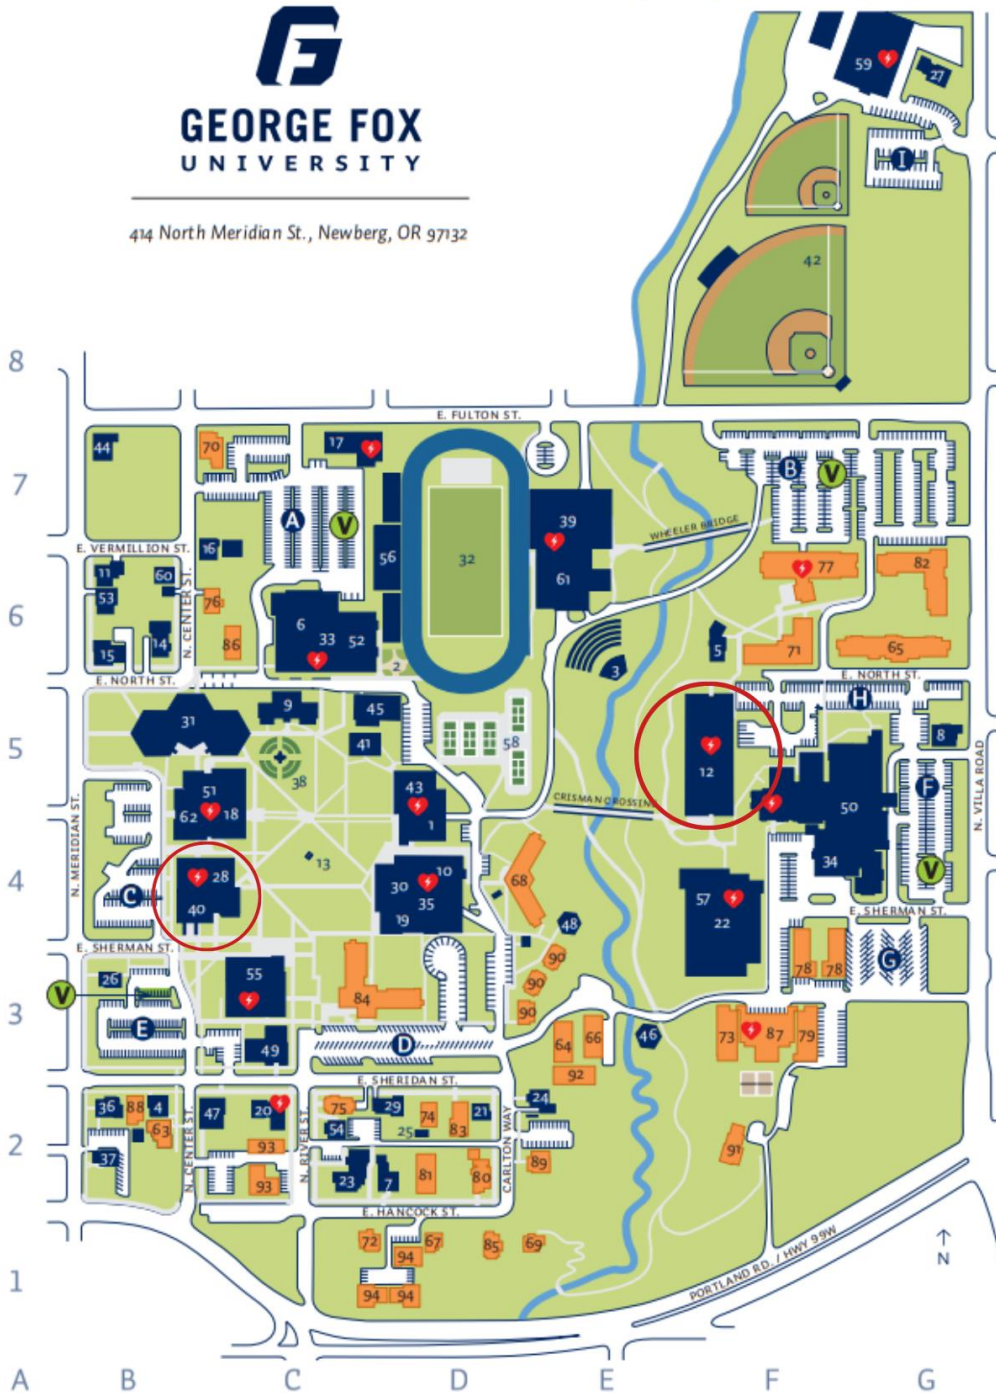 GEORGE FOX
UNIVERSITY
414 North Meridian St., Newberg, OR 97132
59
27
I
42
8
E. FULTON ST.
44
70
17
B
V
7
A
V
39
WHEELER BRIDGE
E. VERMILLION ST.
16
56
32
61
77
82
11
60
53
N. CENTER ST.
76
6
6
33
52
86
14
15
2
3
5
71
65
E. NORTH ST.
E. NORTH ST.
H
9
45
31
5
41
58
38
12
8
N. VILLA ROAD
51
62
18
43
1
CRISMAN CROSSING
50
F
N. MERIDIAN ST.
13
34
V
4
28
40
C
10
30
35
19
68
57
22
E. SHERMAN ST.
48
E. SHERMAN ST.
26
V
55
90
90
90
78
78
G
3
84
E
49
D
64
66
46
73
87
79
92
E. SHERIDAN ST.
36
88
4
63
47
20
75
29
74
21
24
54
25
83
2
93
37
N. CENTER ST.
93
N. RIVER ST.
23
7
81
80
CARLTON WAY
89
91
E. HANCOCK ST.
72
67
94
85
69
94
94
1
PORTLAND RD. / HWY 99W
N
A
B
C
D
E
F
G